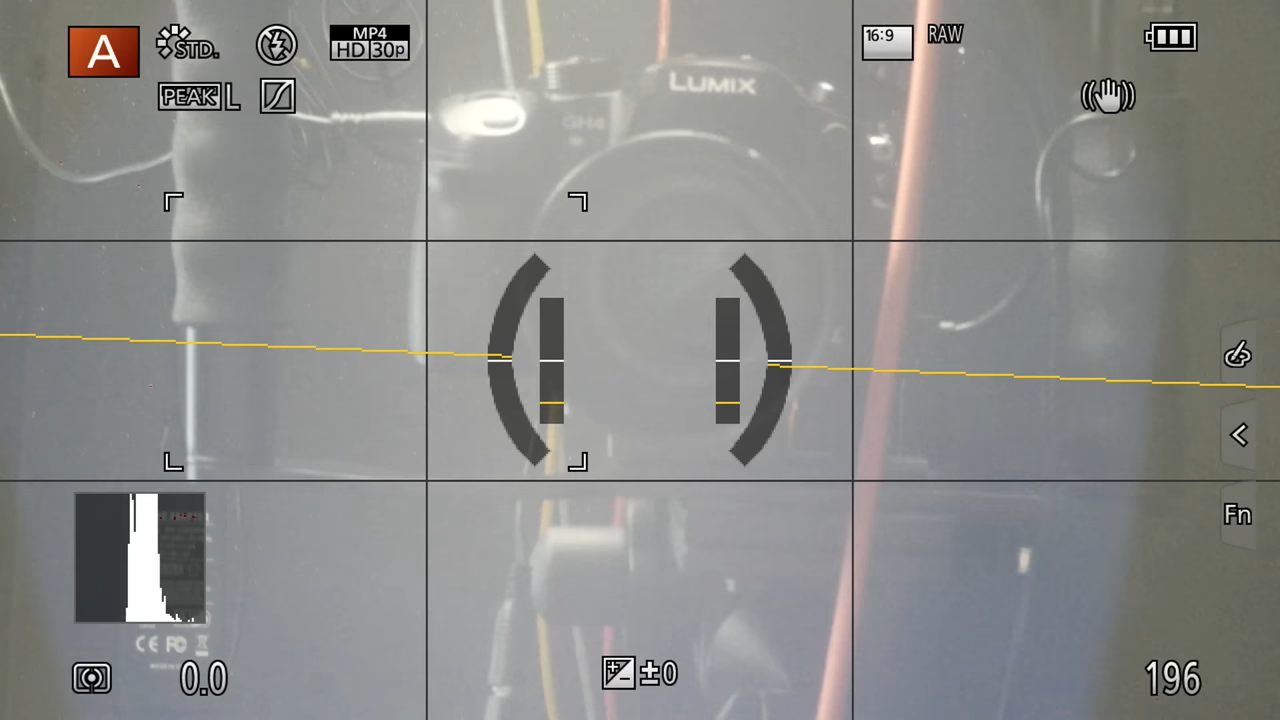 A
STD.
MP4
HD 30p
16:9
RAW
PEAK L
LUMIX
GH4
Fn
CE FC
0.0
±0
196